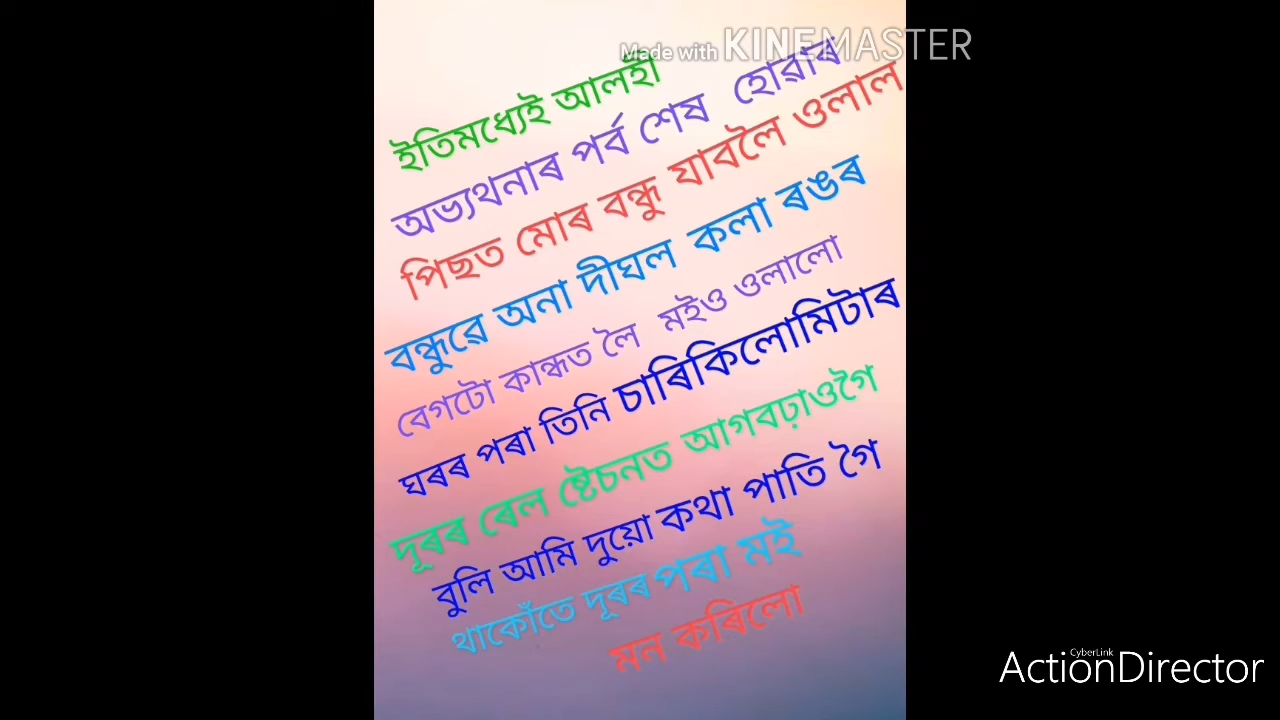 Made with KINEMASTER
ইতিমধ্যেই আলহী
অভ্যথনাৰ পৰ্ব শেষ হোৱাৰ
পিছত মোৰ বন্ধু যাবলৈ ওলাল
বন্ধুৱে অনা দীঘল কলা ৰঙৰ
বেগটো কান্ধত লৈ মইও ওলালো
ঘৰৰ পৰা তিনি চাৰিকিলোমিটাৰ
দূৰৰ ৰেল ষ্টেচনত আগবঢ়াওগৈ
বুলি আমি দুয়ো কথা পাতি গৈ
থাকোঁতে দূৰৰ পৰা মই
মন কৰিলো
CyberLink
ActionDirector